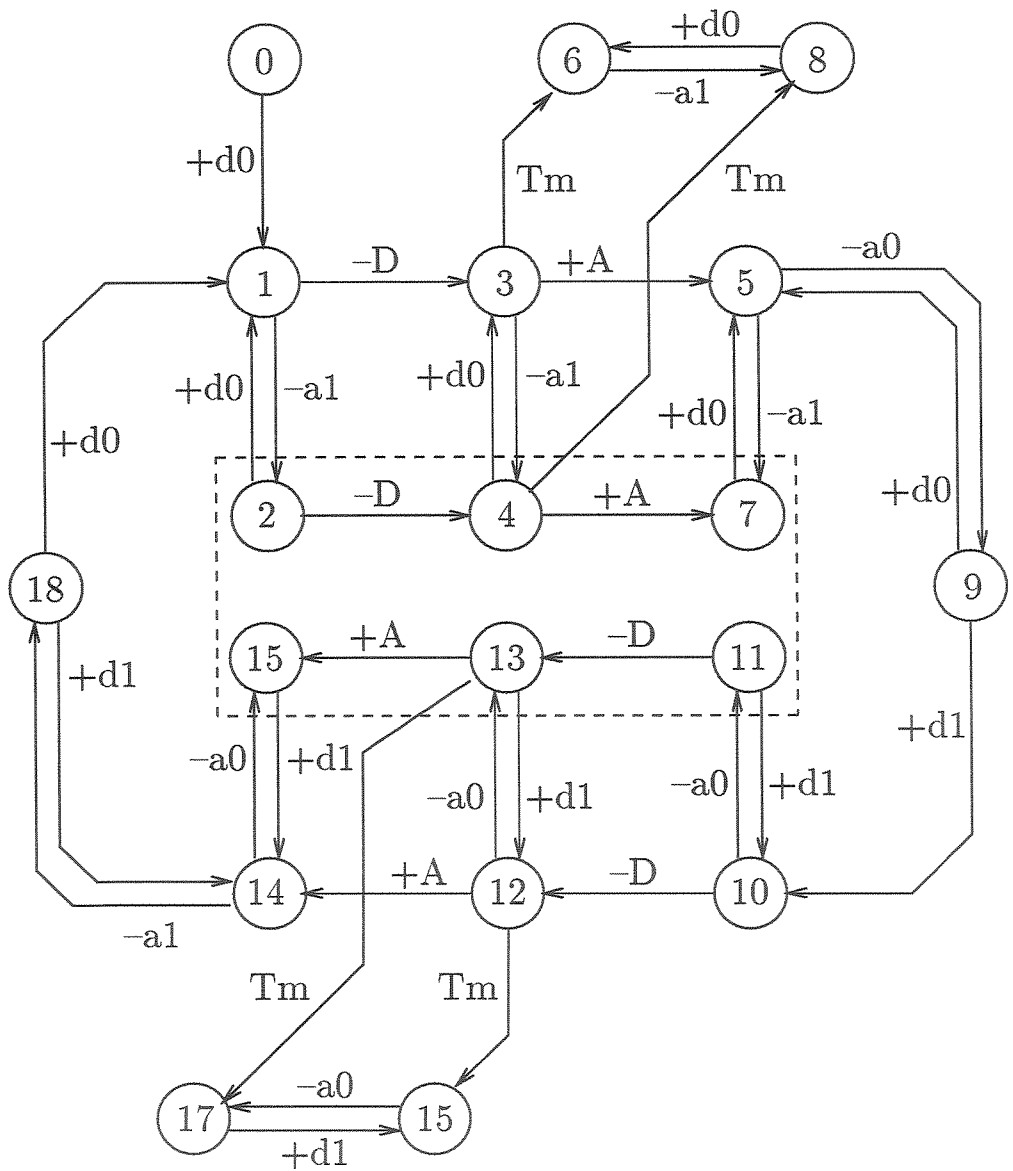 +d0
0 6 8
–a1
+d0
Tm Tm
–D +A –a0
1 3 5
+d0 –a1 +d0 –a1 +d0 –a1
+d0
–D +A +d0
2 4 7
18 9
+A –D
15 13 11
+d1 +d1
–a0 +d1 –a0 +d1 –a0 +d1
+A –D
14 12 10
–a1
Tm Tm
–a0
17 15
+d1